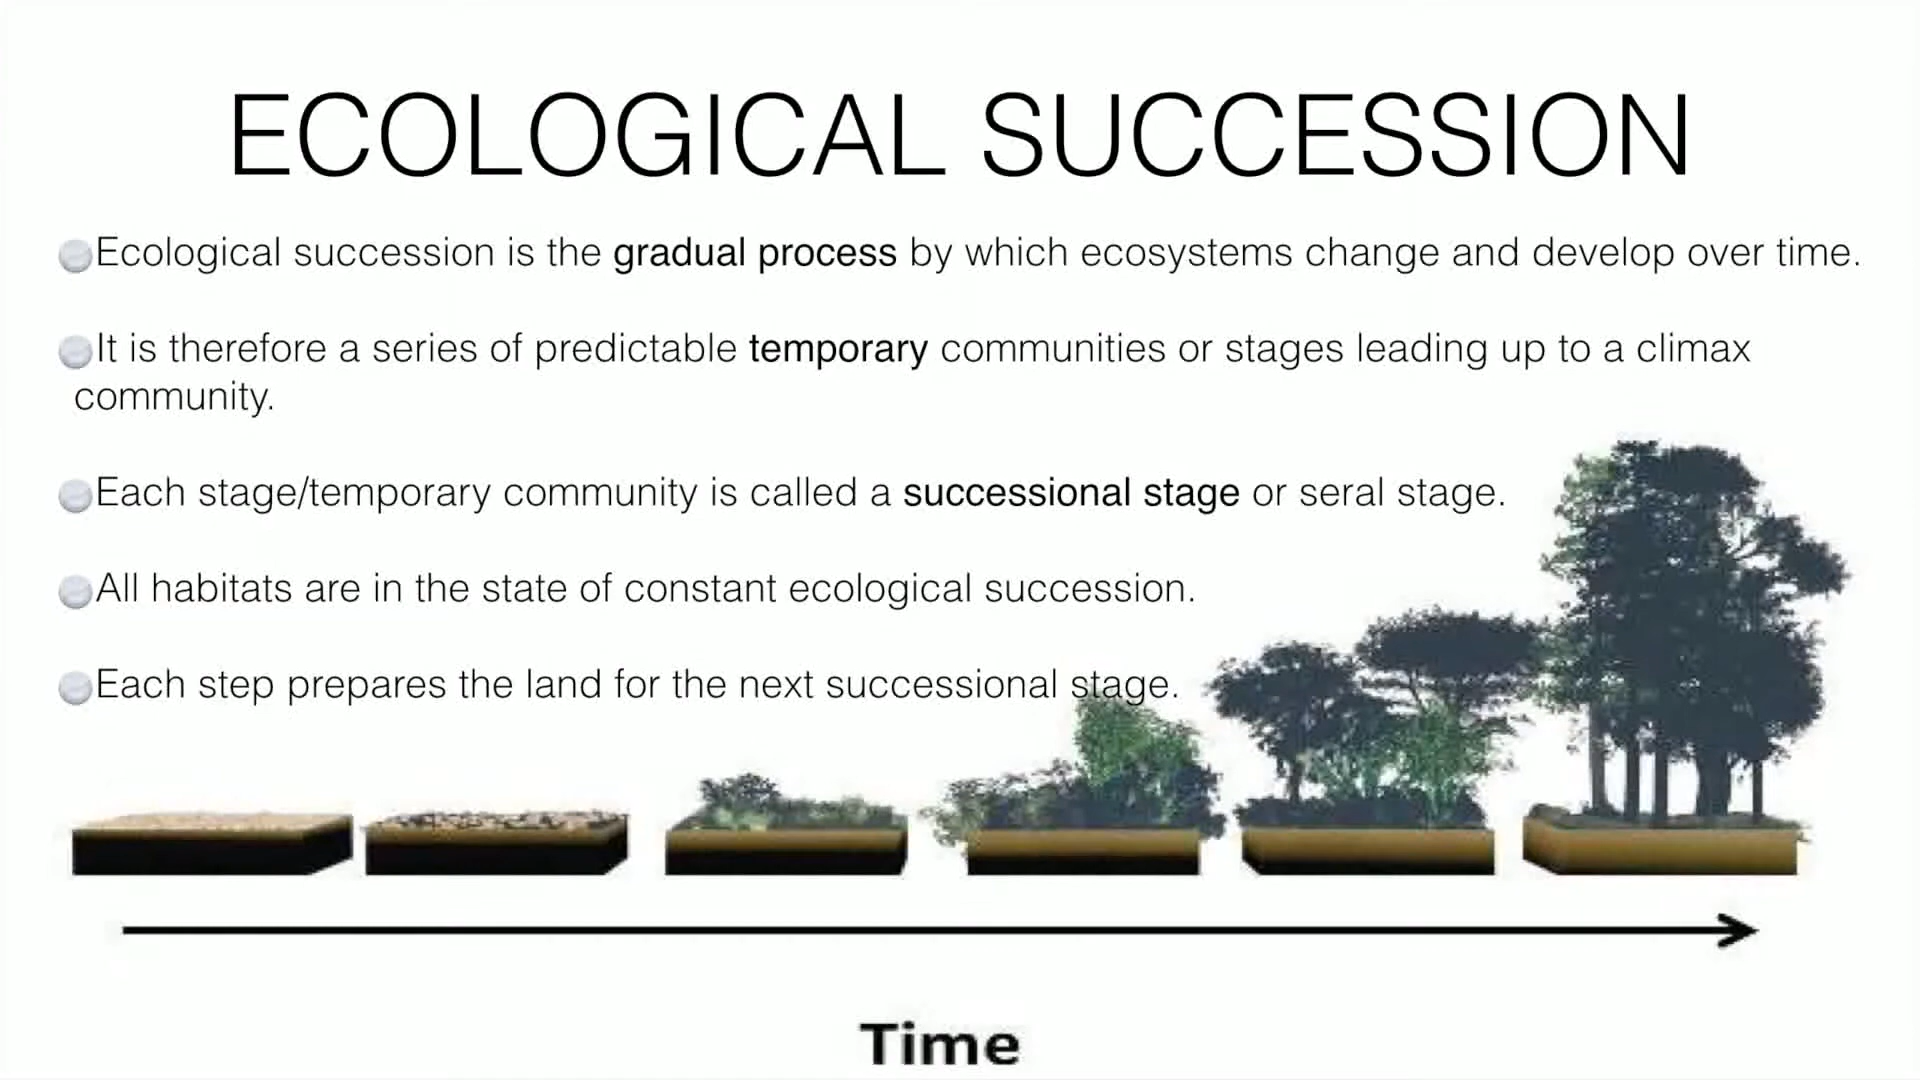 ECOLOGICAL SUCCESSION
Ecological succession is the gradual process by which ecosystems change and develop over time.
It is therefore a series of predictable temporary communities or stages leading up to a climax
community.
Each stage/temporary community is called a successional stage or seral stage.
All habitats are in the state of constant ecological succession.
Each step prepares the land for the next successional stage.
Time